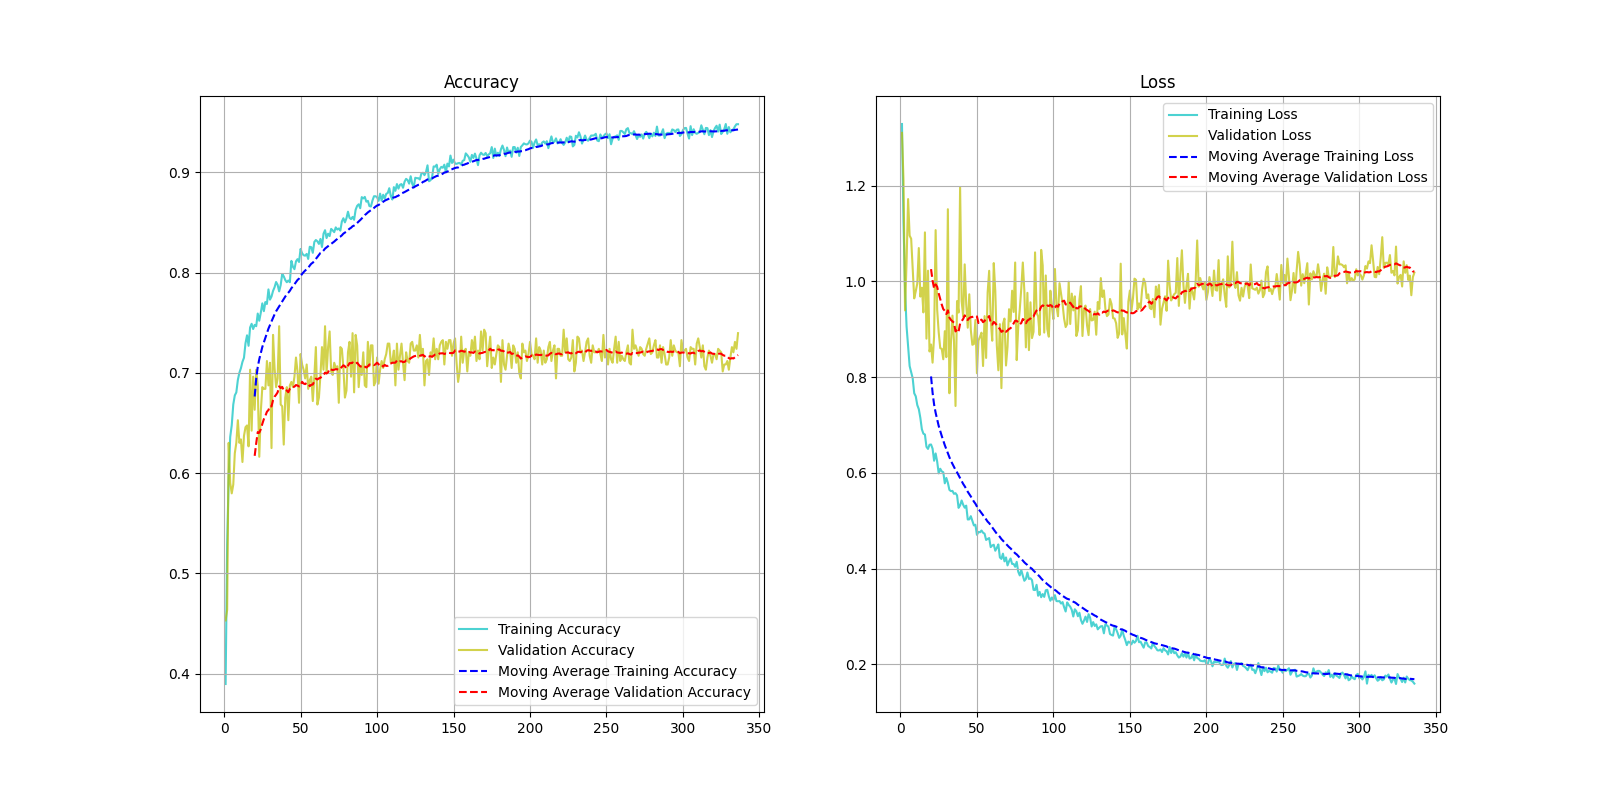 Accuracy
0.9
0.8
0.7
0.6
0.5
0.4
Training Accuracy
Validation Accuracy
Moving Average Training Accuracy
Moving Average Validation Accuracy
0 50 100 150 200 250 300 350
Loss
Training Loss
Validation Loss
Moving Average Training Loss
Moving Average Validation Loss
1.2
1.0
0.8
0.6
0.4
0.2
0 50 100 150 200 250 300 350